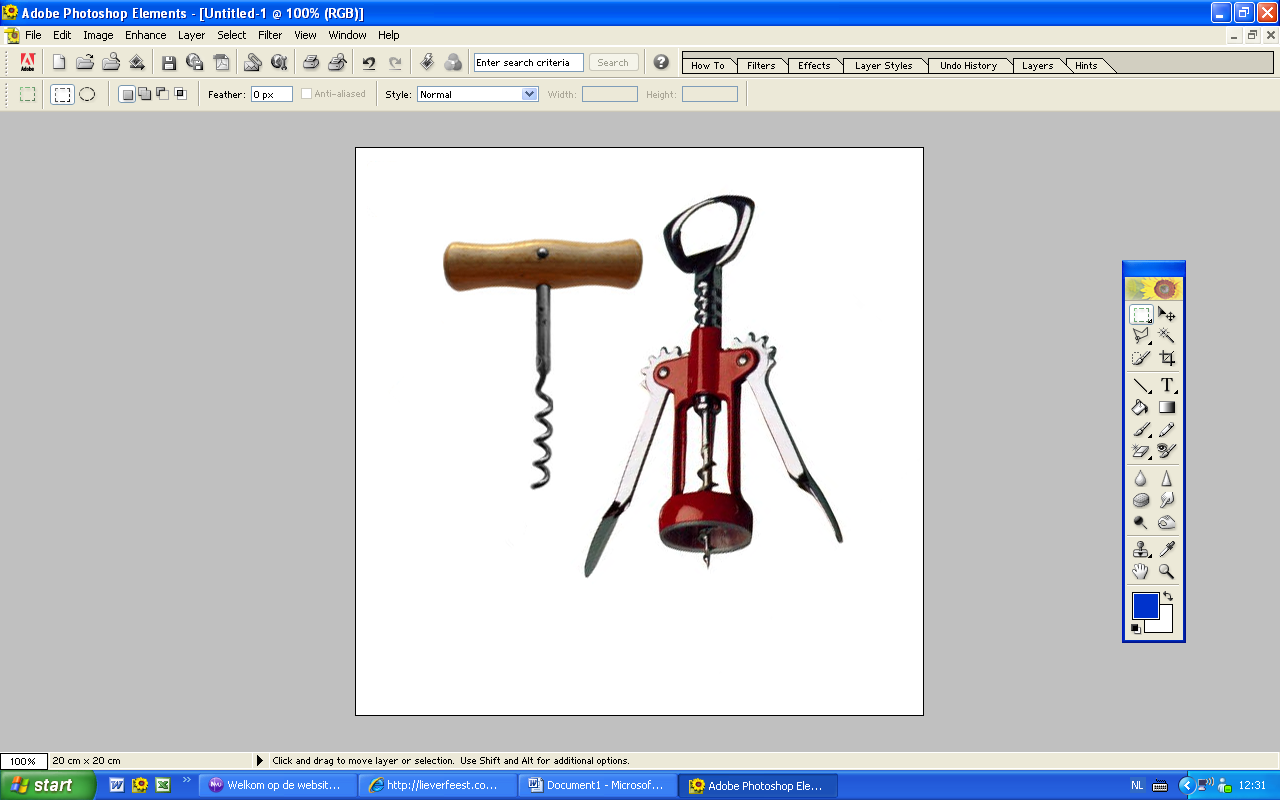 Adobe Photoshop Elements - [Untitled-1 @ 100% (RGB)]
File Edit Image Enhance Layer Select Filter View Window Help
Adobe Enter search criteria Search How To Filters Effects Layer Styles Undo History Layers Hints
Feather: 0 px Anti-aliased Style: Normal Width: Height:
T
100% 20 cm x 20 cm Click and drag to move layer or selection. Use Shift and Alt for additional options.
start Welkom op de websit... http://lieverfeest.co... Document1 - Microsof... Adobe Photoshop Ele... NL 12:31